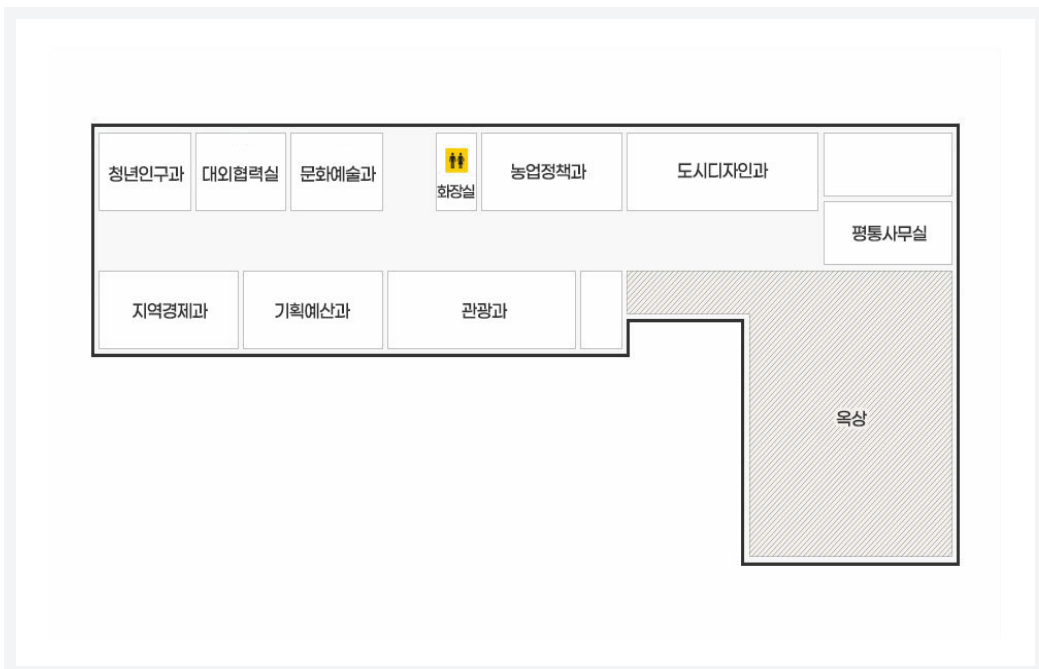 청년인구과
대외협력실
문화예술과
화장실
농업정책과
도시디자인과
평통사무실
지역경제과
기획예산과
관광과
옥상